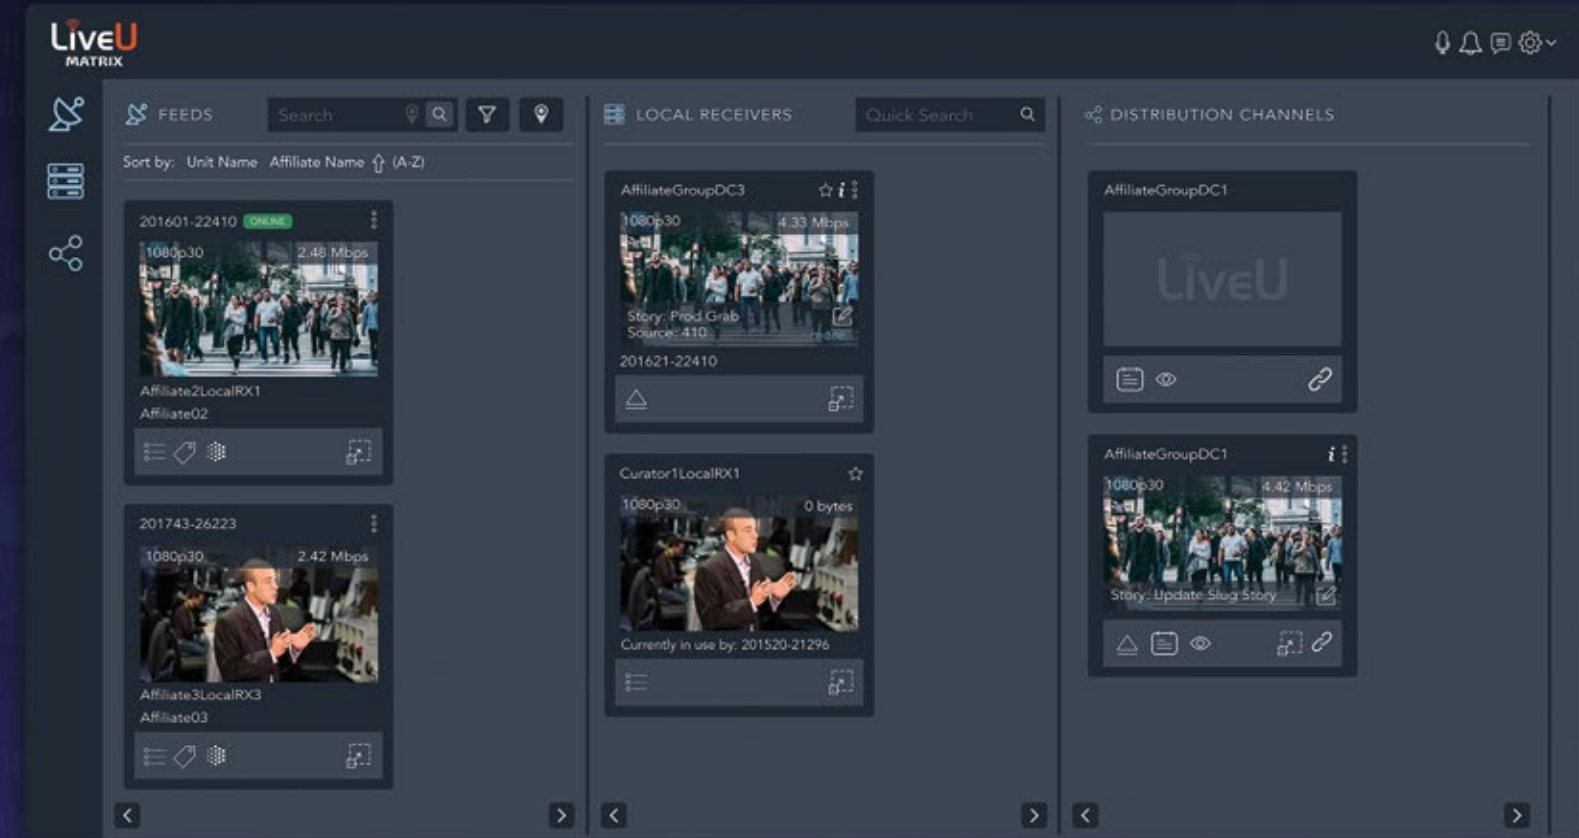 LiveU
MATRIX
FEEDS
Search
Sort by: Unit Name Affiliate Name (A-Z)
201601-22410 ONLINE
1080p30 2.48 Mbps
Affiliate2LocalRX1
Affiliate02
201743-26223
1080p30 2.42 Mbps
Affiliate3LocalRX3
Affiliate03
LOCAL RECEIVERS
Quick Search
AffiliateGroupDC3
1080p30 4.33 Mbps
Story: Prod Grab
Source: 410
more...
201621-22410
Curator1LocalRX1
1080p30 0 bytes
Currently in use by: 201520-21296
DISTRIBUTION CHANNELS
AffiliateGroupDC1
LiveU
AffiliateGroupDC1
1080p30 4.42 Mbps
Story: Update Slug Story